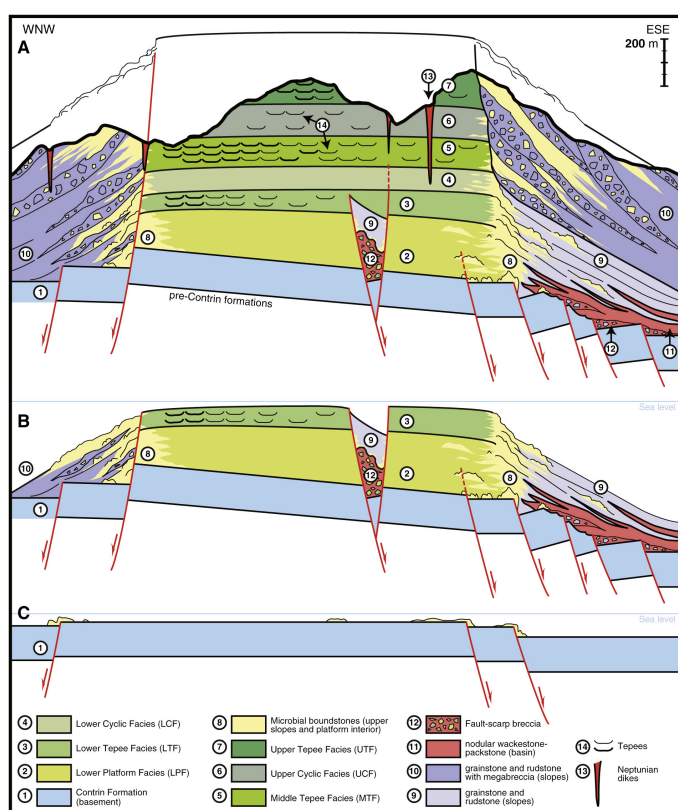 WNW
ESE
A
200 m
13
7
14
6
5
4
3
10
9
10
8
9
12
2
8
1
pre-Contrin formations
12
11
Sea level
B
3
9
10
8
12
2
8
9
1
C
Sea level
1
4 Lower Cyclic Facies (LCF)
3 Lower Tepee Facies (LTF)
2 Lower Platform Facies (LPF)
1 Contrin Formation
(basement)
8 Microbial boundstones (upper
slopes and platform interior)
7 Upper Tepee Facies (UTF)
6 Upper Cyclic Facies (UCF)
5 Middle Tepee Facies (MTF)
12 Fault-scarp breccia
11 nodular wackestone-
packstone (basin)
10 grainstone and rudstone
with megabreccia (slopes)
9 grainstone and
rudstone (slopes)
14 Tepees
13 Neptunian
dikes